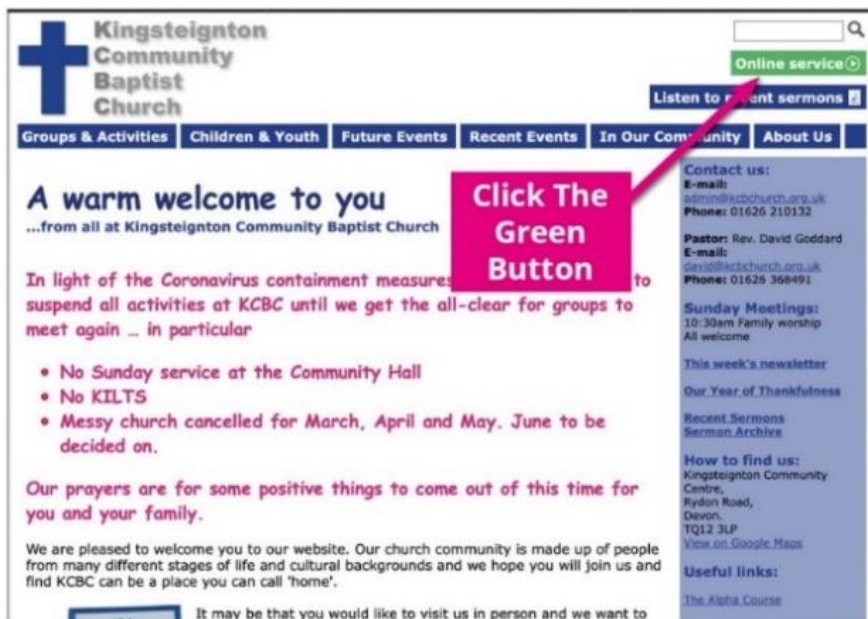 Kingsteignton
Community
Baptist
Church
Online service
Listen to recent sermons
Groups & Activities Children & Youth Future Events Recent Events In Our Community About Us
A warm welcome to you
...from all at Kingsteignton Community Baptist Church
Click The
Green
Button
In light of the Coronavirus containment measures to
suspend all activities at KCBC until we get the all-clear for groups to
meet again … in particular
• No Sunday service at the Community Hall
• No KILTS
• Messy church cancelled for March, April and May. June to be
decided on.
Our prayers are for some positive things to come out of this time for
you and your family.
We are pleased to welcome you to our website. Our church community is made up of people
from many different stages of life and cultural backgrounds and we hope you will join us and
find KCBC can be a place you can call 'home'.
It may be that you would like to visit us in person and we want to
Contact us:
E-mail:
admin@kcbchurch.org.uk
Phone: 01626 210132
Pastor: Rev. David Goddard
E-mail:
david@kcbchurch.org.uk
Phone: 01626 368491
Sunday Meetings:
10:30am Family worship
All welcome
This week's newsletter
Our Year of Thankfulness
Recent Sermons
Sermon Archive
How to find us:
Kingsteignton Community
Centre,
Rydon Road,
Devon.
TQ12 3LP
View on Google Maps
Useful links:
The Alpha Course